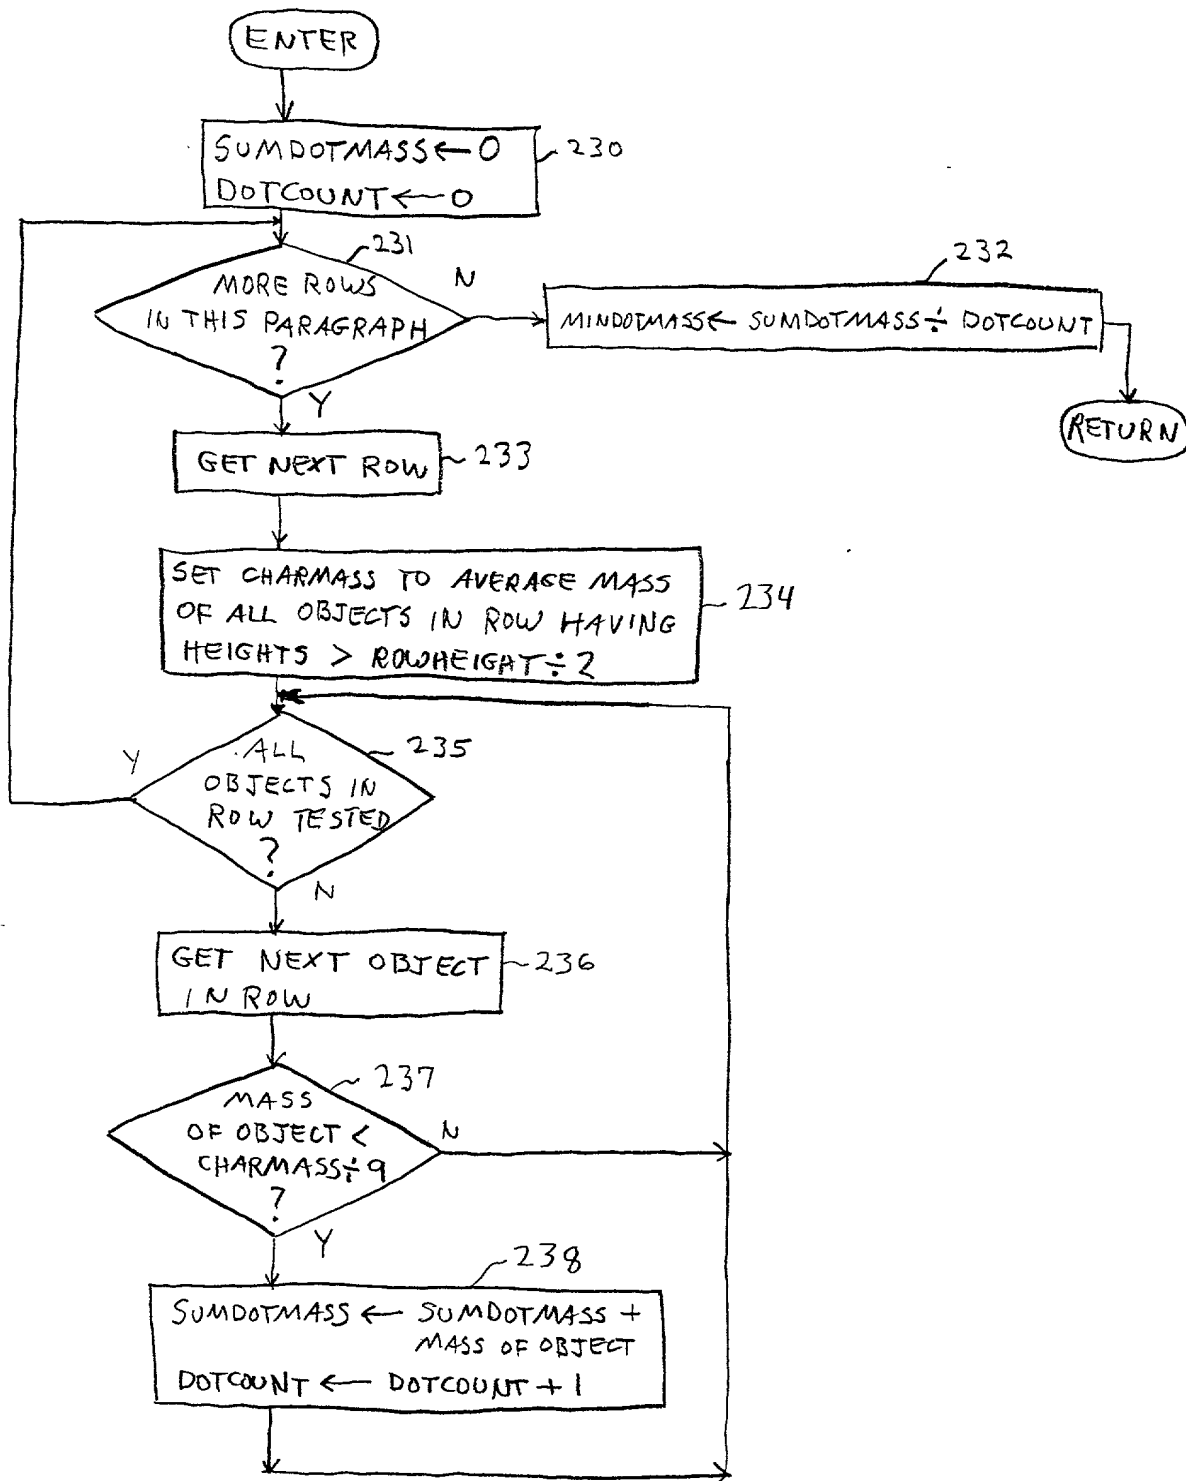 ENTER
SUMDOTMASS ← 0
DOTCOUNT ← 0
230
231
MORE ROWS
IN THIS PARAGRAPH
?
N
Y
232
MINDOTMASS ← SUMDOTMASS ÷ DOTCOUNT
RETURN
GET NEXT ROW
233
SET CHARMASS TO AVERAGE MASS
OF ALL OBJECTS IN ROW HAVING
HEIGHTS > ROWHEIGHT ÷ 2
234
235
Y
ALL
OBJECTS IN
ROW TESTED
?
N
GET NEXT OBJECT
IN ROW
236
237
MASS
OF OBJECT <
CHARMASS ÷ 9
?
N
Y
238
SUMDOTMASS ← SUMDOTMASS +
MASS OF OBJECT
DOTCOUNT ← DOTCOUNT + 1